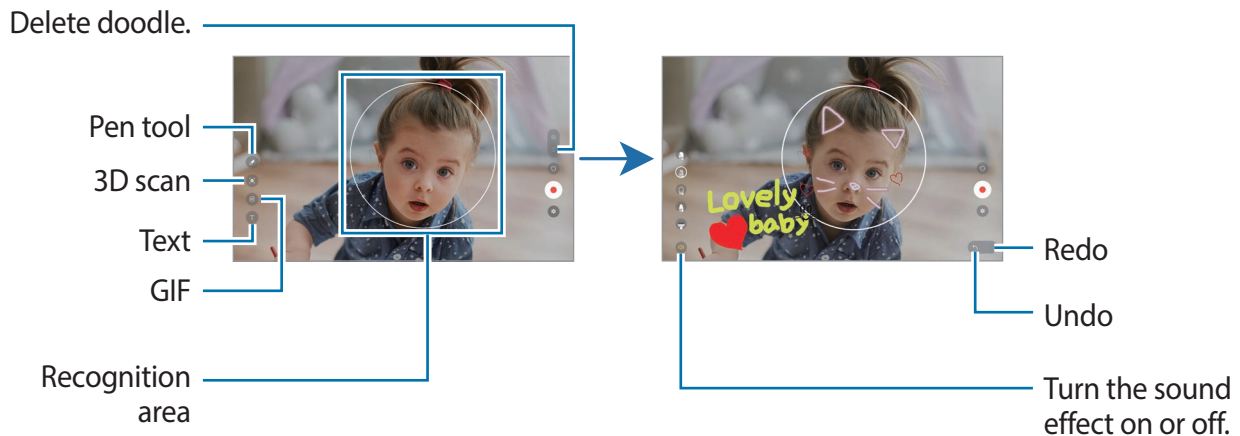 Delete doodle.
Pen tool
3D scan
Text
GIF
Recognition
area
Lovely
baby
Redo
Undo
Turn the sound
effect on or off.